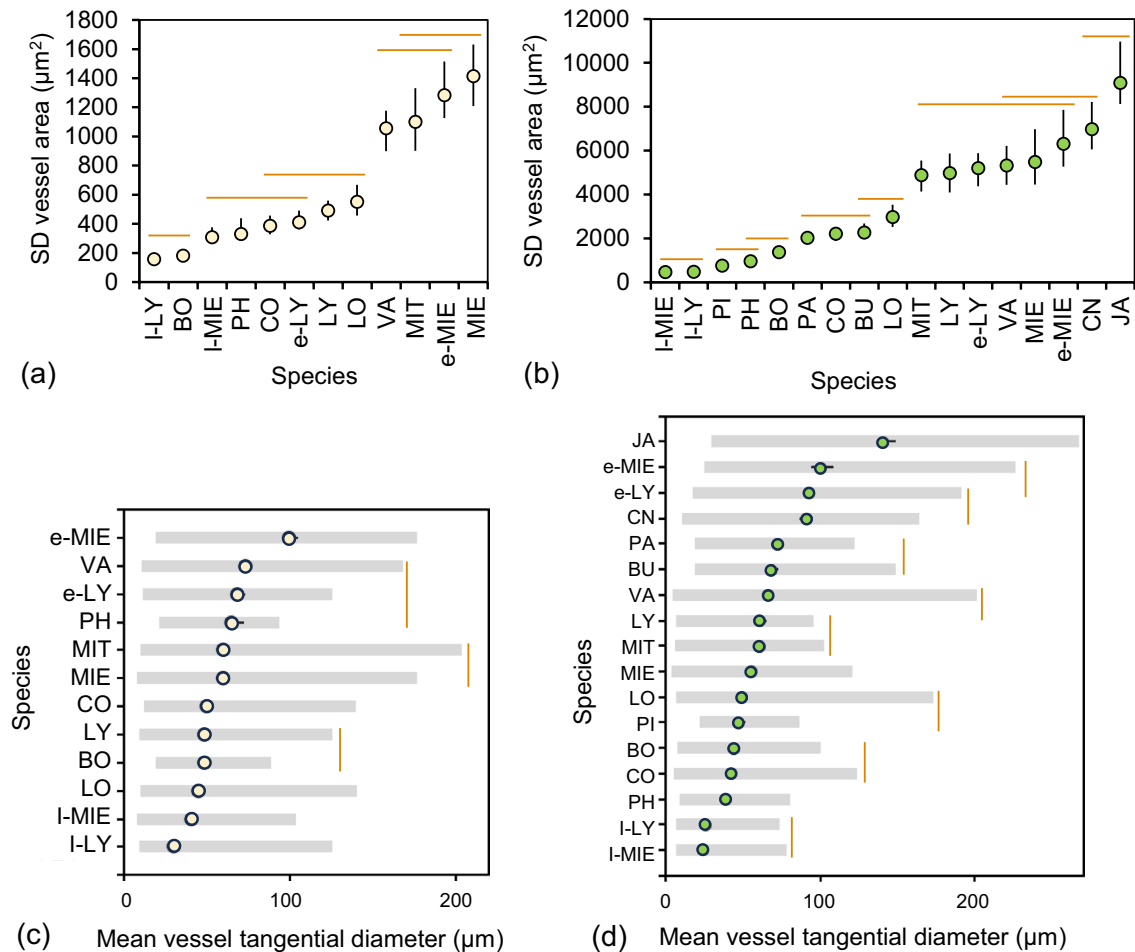 SD vessel area (µm²)
1800
1600
1400
1200
1000
800
600
400
200
0
l-LY
BO
l-MIE
PH
CO
e-LY
LY
LO
VA
MIT
e-MIE
MIE
Species
(a)
SD vessel area (µm²)
12000
10000
8000
6000
4000
2000
0
l-MIE
l-LY
PI
PH
BO
PA
CO
BU
LO
MIT
LY
e-LY
VA
MIE
e-MIE
CN
JA
Species
(b)
Species
e-MIE
VA
e-LY
PH
MIT
MIE
CO
LY
BO
LO
l-MIE
l-LY
0 100 200
(c) Mean vessel tangential diameter (µm)
Species
JA
e-MIE
e-LY
CN
PA
BU
VA
LY
MIT
MIE
LO
PI
BO
CO
PH
l-LY
l-MIE
0 100 200
(d) Mean vessel tangential diameter (µm)